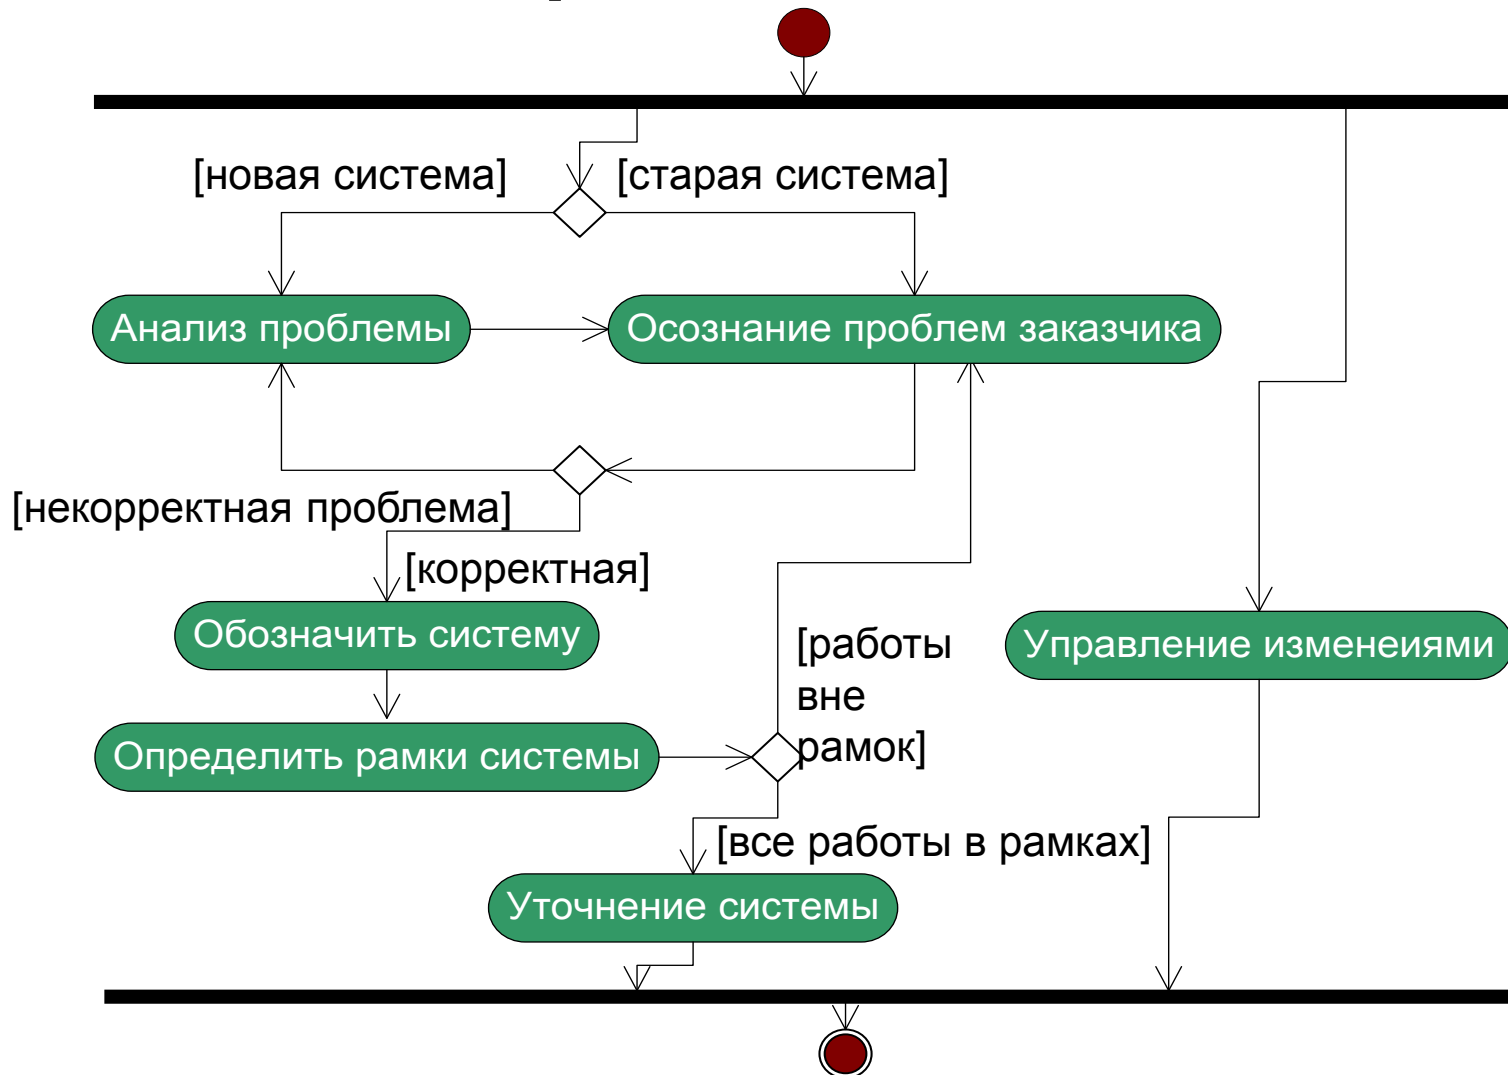 [новая система]
[старая система]
Анализ проблемы
Осознание проблем заказчика
[некорректная проблема]
[корректная]
Обозначить систему
[работы
вне
рамок]
Управление изменеиями
Определить рамки системы
[все работы в рамках]
Уточнение системы